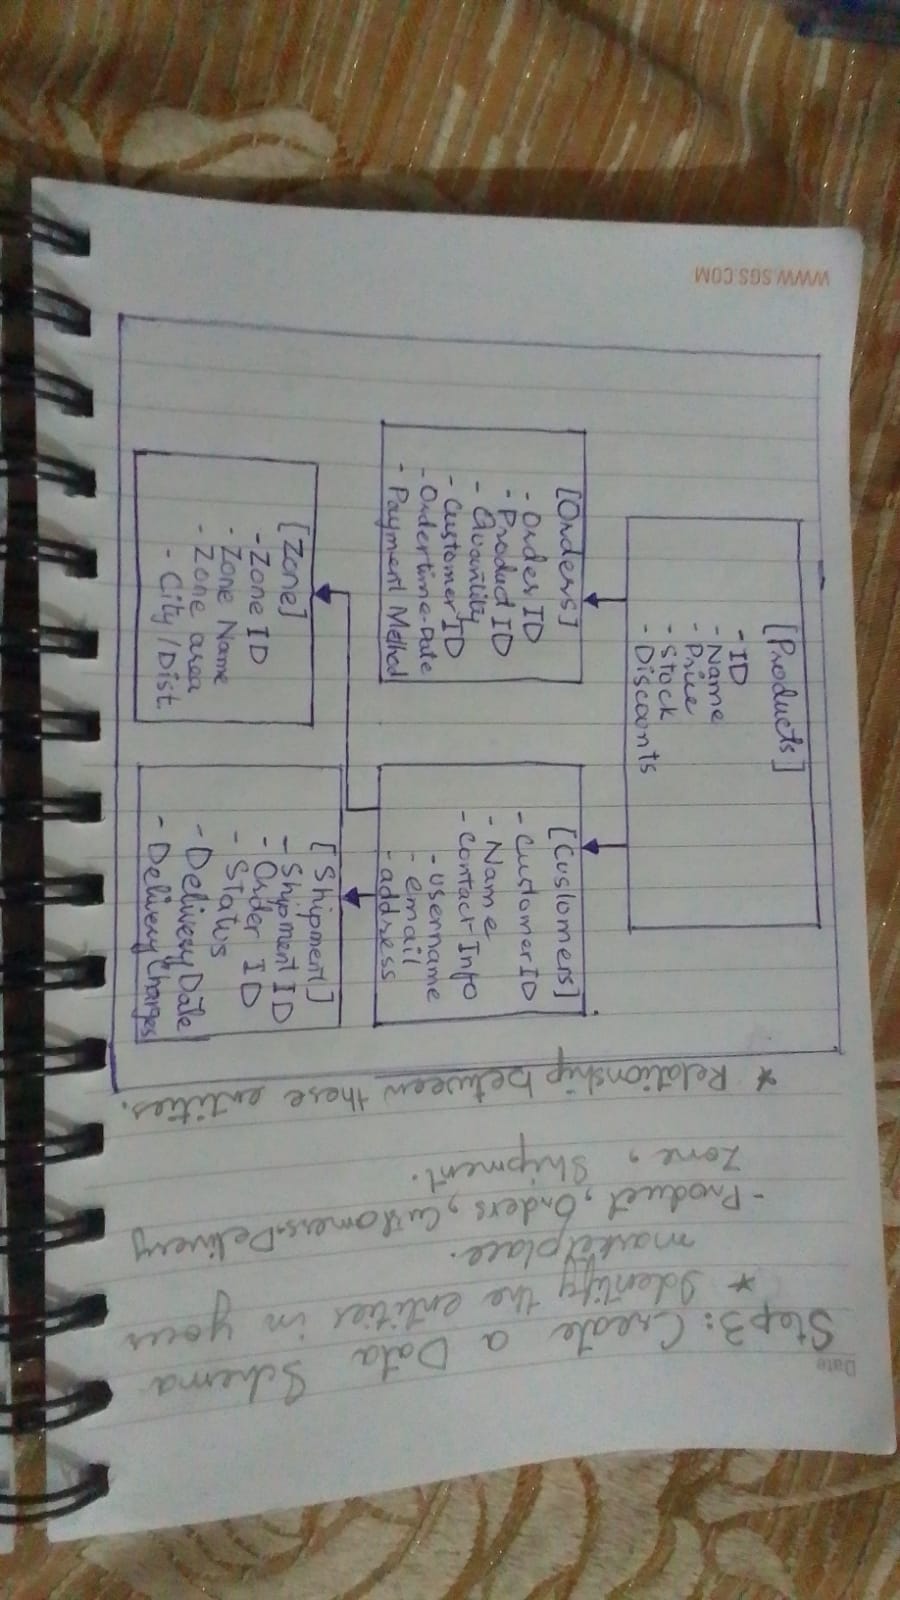 Date
Step3: Create a Data Schema
* Identify the entities in your
marketplace.
- Product, Orders, Customers, Delivery
Zone, Shipment.
* Relationship between these entities.
[Products]
- ID
- Name
- Price
- Stock
- Discounts
[Orders]
- Orders ID
- Product ID
- Quantity
- Customer ID
- Ordertime-Date
- Payment Method
[Customers]
- Customer ID
- Name
- Contact Info
- username
- email
- address
[Zone]
- Zone ID
- Zone Name
- Zone area
- City/Dist.
[Shipment]
- Shipment ID
- Order ID
- Status
- Delivery Date
- Delivery Charges
WWW.SGS.COM